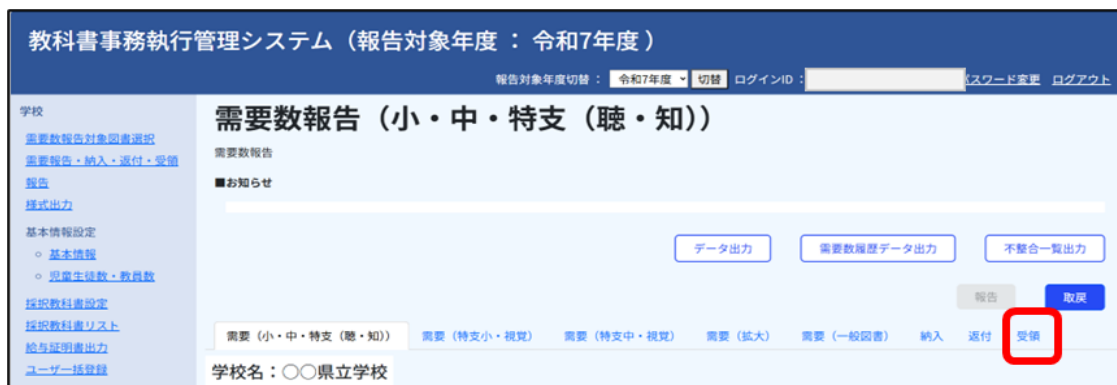 教科書事務執行管理システム（報告対象年度 ： 令和7年度 ）
報告対象年度切替 ： 令和7年度 切替 ログインID ： パスワード変更 ログアウト
学校
需要数報告対象図書選択
需要報告・納入・返付・受領
報告
様式出力
基本情報設定
基本情報
児童生徒数・教員数
採択教科書設定
採択教科書リスト
給与証明書出力
ユーザー一括登録
需要数報告（小・中・特支（聴・知））
需要数報告
■お知らせ
データ出力 需要数履歴データ出力 不整合一覧出力
報告 取戻
需要（小・中・特支（聴・知）） 需要（特支小・視覚） 需要（特支中・視覚） 需要（拡大） 需要（一般図書） 納入 返付 受領
学校名：○○県立学校